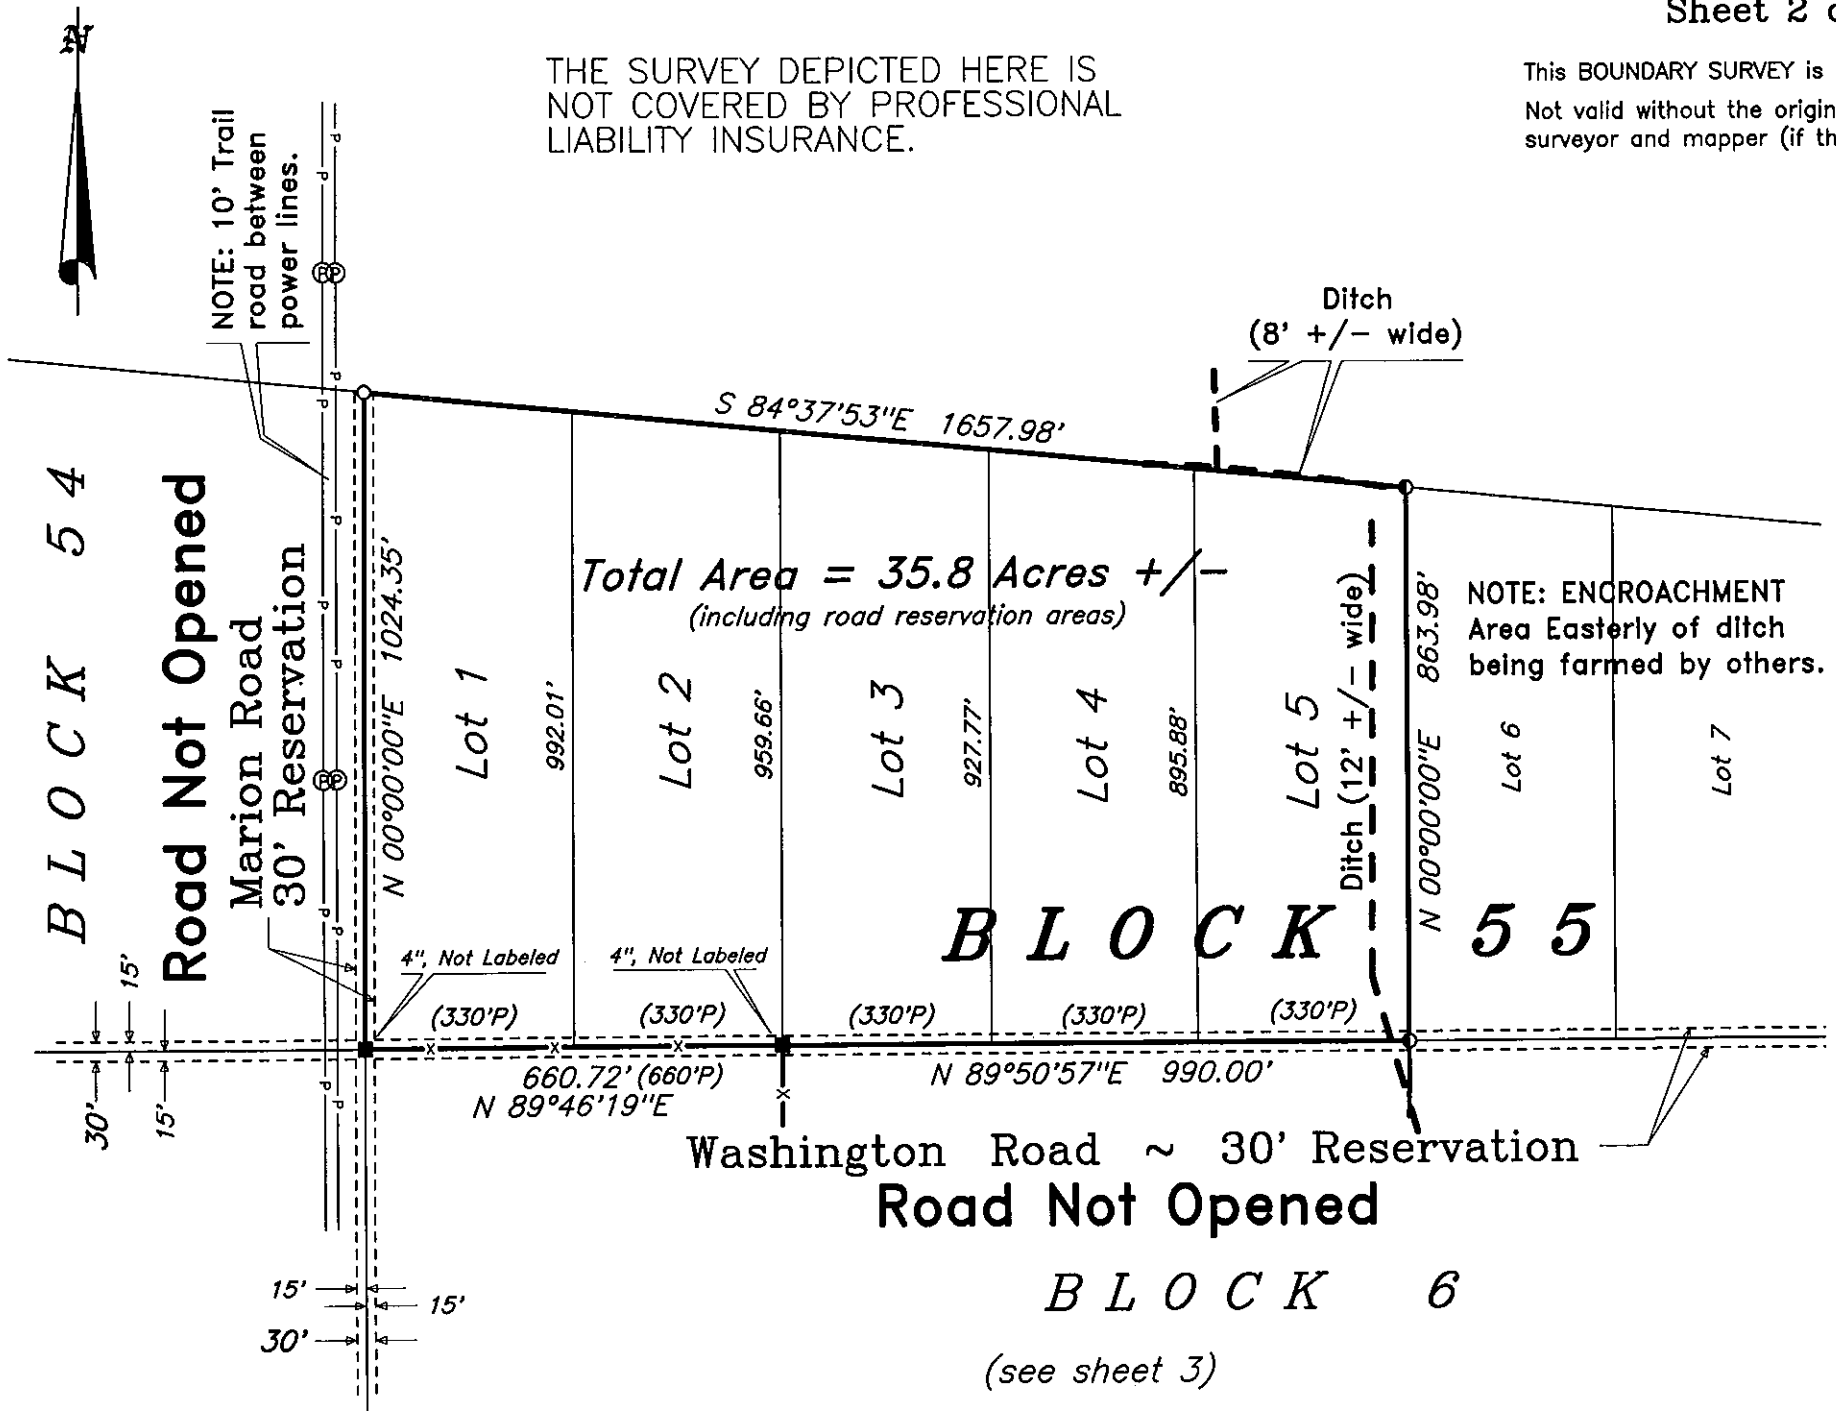 Sheet 2
This BOUNDARY SURVEY is
Not valid without the
surveyor and mapper (if
N
THE SURVEY DEPICTED HERE IS
NOT COVERED BY PROFESSIONAL
LIABILITY INSURANCE.
NOTE: 10' Trail
road between
power lines.
P
P
P
P
P
P
Ditch
(8' +/- wide)
S 84°37'53"E 1657.98'
BLOCK 54
Road Not Opened
Marion Road
30' Reservation
N 00°00'00"E 1024.35'
Total Area = 35.8 Acres +/-
(including road reservation areas)
Lot 1
992.01'
Lot 2
959.66'
Lot 3
927.77'
Lot 4
895.88'
Lot 5
Ditch (12' +/- wide)
N 00°00'00"E 863.98'
NOTE: ENCROACHMENT
Area Easterly of ditch
being farmed by others.
Lot 6
Lot 7
P
P
P
P
P
P
P
P
BLOCK 55
4", Not Labeled
4", Not Labeled
(330'P)
(330'P)
(330'P)
(330'P)
(330'P)
15'
30'
15'
x
x
x
x
660.72' (660'P)
N 89°46'19"E
N 89°50'57"E 990.00'
P
P
Washington Road ~ 30' Reservation
Road Not Opened
15'
15'
30'
BLOCK 6
(see sheet 3)